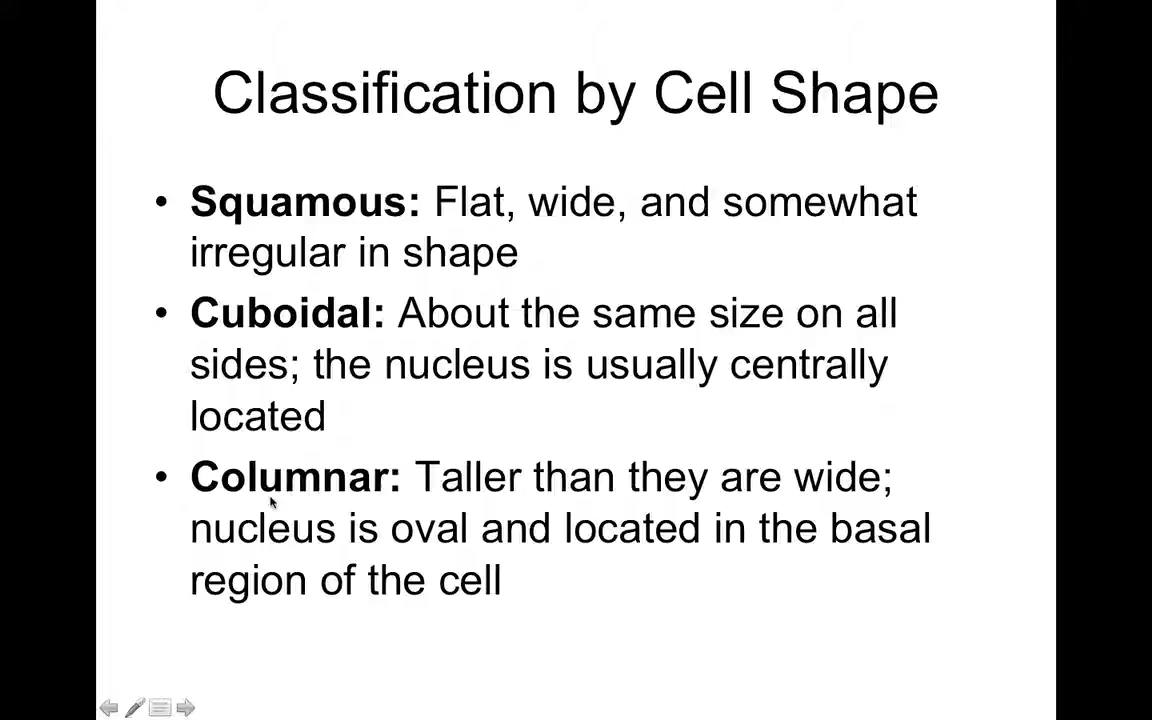 Classification by Cell Shape
• Squamous: Flat, wide, and somewhat
irregular in shape
• Cuboidal: About the same size on all
sides; the nucleus is usually centrally
located
• Columnar: Taller than they are wide;
nucleus is oval and located in the basal
region of the cell